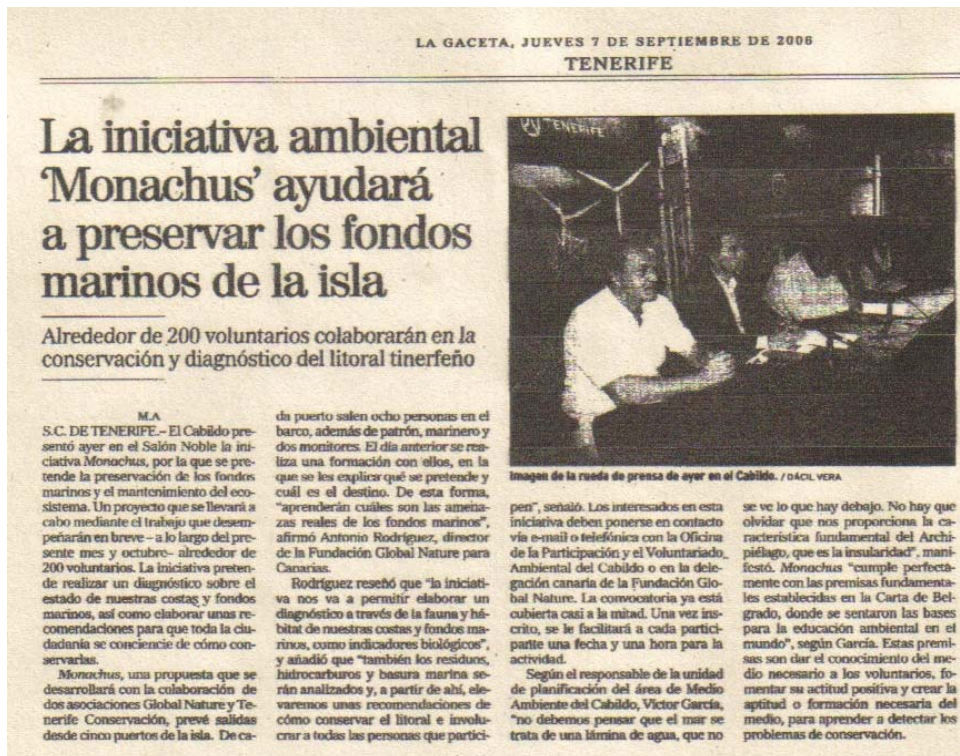 LA GACETA, JUEVES 7 DE SEPTIEMBRE DE 2006
TENERIFE
La iniciativa ambiental
‘Monachus’ ayudará
a preservar los fondos
marinos de la isla
Alrededor de 200 voluntarios colaborarán en la
conservación y diagnóstico del litoral tinerfeño
TENERIFE
Imagen de la rueda de prensa de ayer en el Cabildo. / DÁCIL VERA
M.A
S.C. DE TENERIFE.– El Cabildo pre-
sentó ayer en el Salón Noble la ini-
ciativa Monachus, por la que se pre-
tende la preservación de los fondos
marinos y el mantenimiento del eco-
sistema. Un proyecto que se llevará a
cabo mediante el trabajo que desem-
peñarán en breve – a lo largo del pre-
sente mes y octubre– alrededor de
200 voluntarios. La iniciativa preten-
de realizar un diagnóstico sobre el
estado de nuestras costas y fondos
marinos, así como elaborar unas re-
comendaciones para que toda la ciu-
dadanía se conciencie de cómo con-
servarlas.
Monachus, una propuesta que se
desarrollará con la colaboración de
dos asociaciones Global Nature y Te-
nerife Conservación, prevé salidas
desde cinco puertos de la isla. De ca-
da puerto salen ocho personas en el
barco, además de patrón, marinero y
dos monitores. El día anterior se rea-
liza una formación con ellos, en la
que se les explica qué se pretende y
cuál es el destino. De esta forma,
“aprenderán cuáles son las amena-
zas reales de los fondos marinos”,
afirmó Antonio Rodríguez, director
de la Fundación Global Nature para
Canarias.
Rodríguez reseñó que “la iniciati-
va nos va a permitir elaborar un
diagnóstico a través de la fauna y há-
bitat de nuestras costas y fondos ma-
rinos, como indicadores biológicos”,
y añadió que “también los residuos,
hidrocarburos y basura marina se-
rán analizados y, a partir de ahí, ele-
varemos unas recomendaciones de
cómo conservar el litoral e involu-
crar a todas las personas que partici-
pen”, señaló. Los interesados en esta
iniciativa deben ponerse en contacto
vía e-mail o telefónica con la Oficina
de la Participación y el Voluntariado
Ambiental del Cabildo o en la dele-
gación canaria de la Fundación Glo-
bal Nature. La convocatoria ya está
cubierta casi a la mitad. Una vez ins-
crito, se le facilitará a cada partici-
pante una fecha y una hora para la
actividad.
Según el responsable de la unidad
de planificación del área de Medio
Ambiente del Cabildo, Víctor García,
“no debemos pensar que el mar se
trata de una lámina de agua, que no
se ve lo que hay debajo. No hay que
olvidar que nos proporciona la ca-
racterística fundamental del Archi-
piélago, que es la insularidad”, mani-
festó. Monachus “cumple perfecta-
mente con las premisas fundamenta-
les establecidas en la Carta de Bel-
grado, donde se sentaron las bases
para la educación ambiental en el
mundo”, según García. Estas premi-
sas son dar el conocimiento del me-
dio necesario a los voluntarios, fo-
mentar su actitud positiva y crear la
aptitud o formación necesaria del
medio, para aprender a detectar los
problemas de conservación.